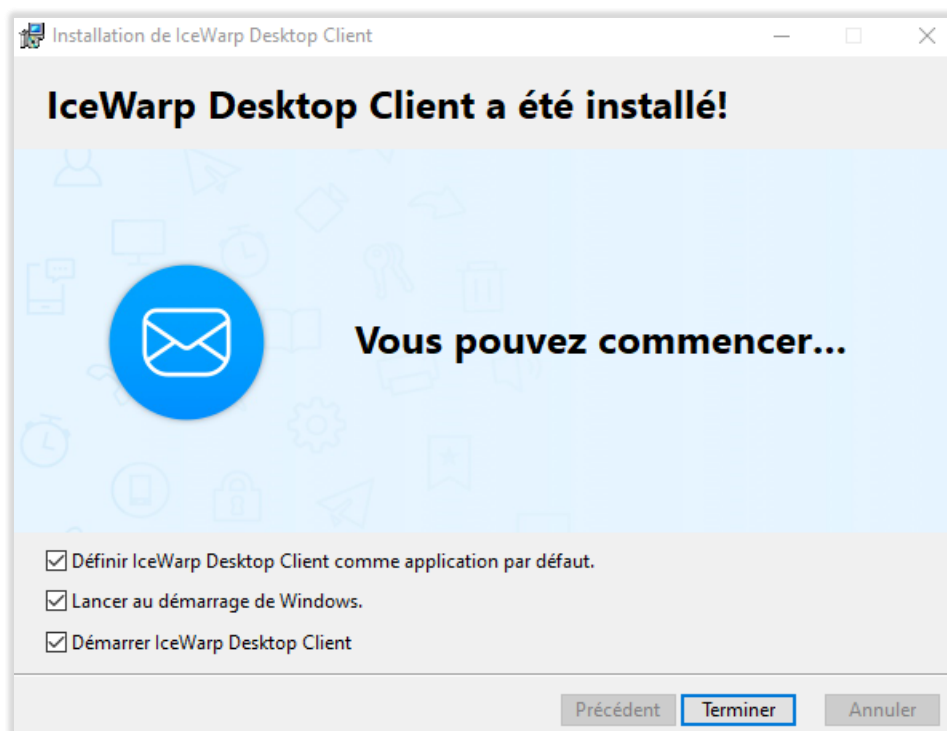 Installation de IceWarp Desktop Client
IceWarp Desktop Client a été installé!
Vous pouvez commencer...
Définir IceWarp Desktop Client comme application par défaut.
Lancer au démarrage de Windows.
Démarrer IceWarp Desktop Client
Précédent Terminer Annuler